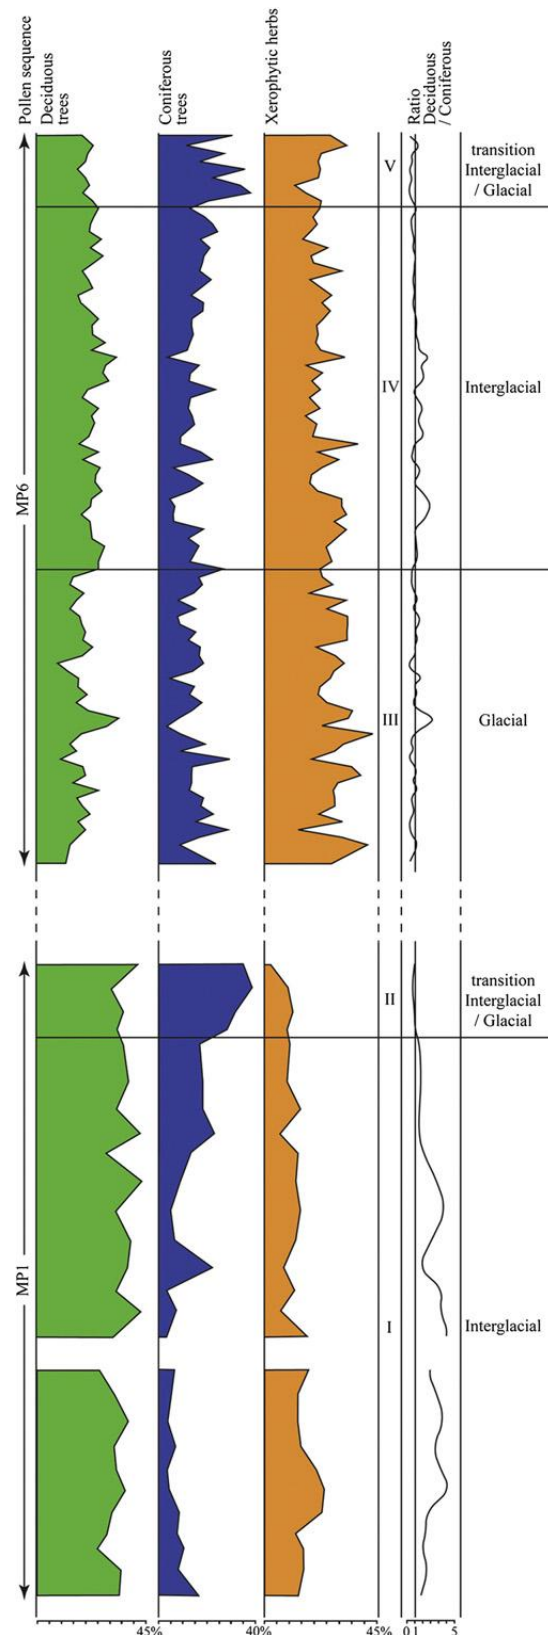 Pollen sequence
Deciduous
trees
Coniferous
trees
Xerophytic herbs
Ratio
Deciduous
/ Coniferous
MP6
V
transition
Interglacial
/ Glacial
IV
Interglacial
III
Glacial
MP1
II
transition
Interglacial
/ Glacial
I
Interglacial
45%
40%
45%
0 1
5